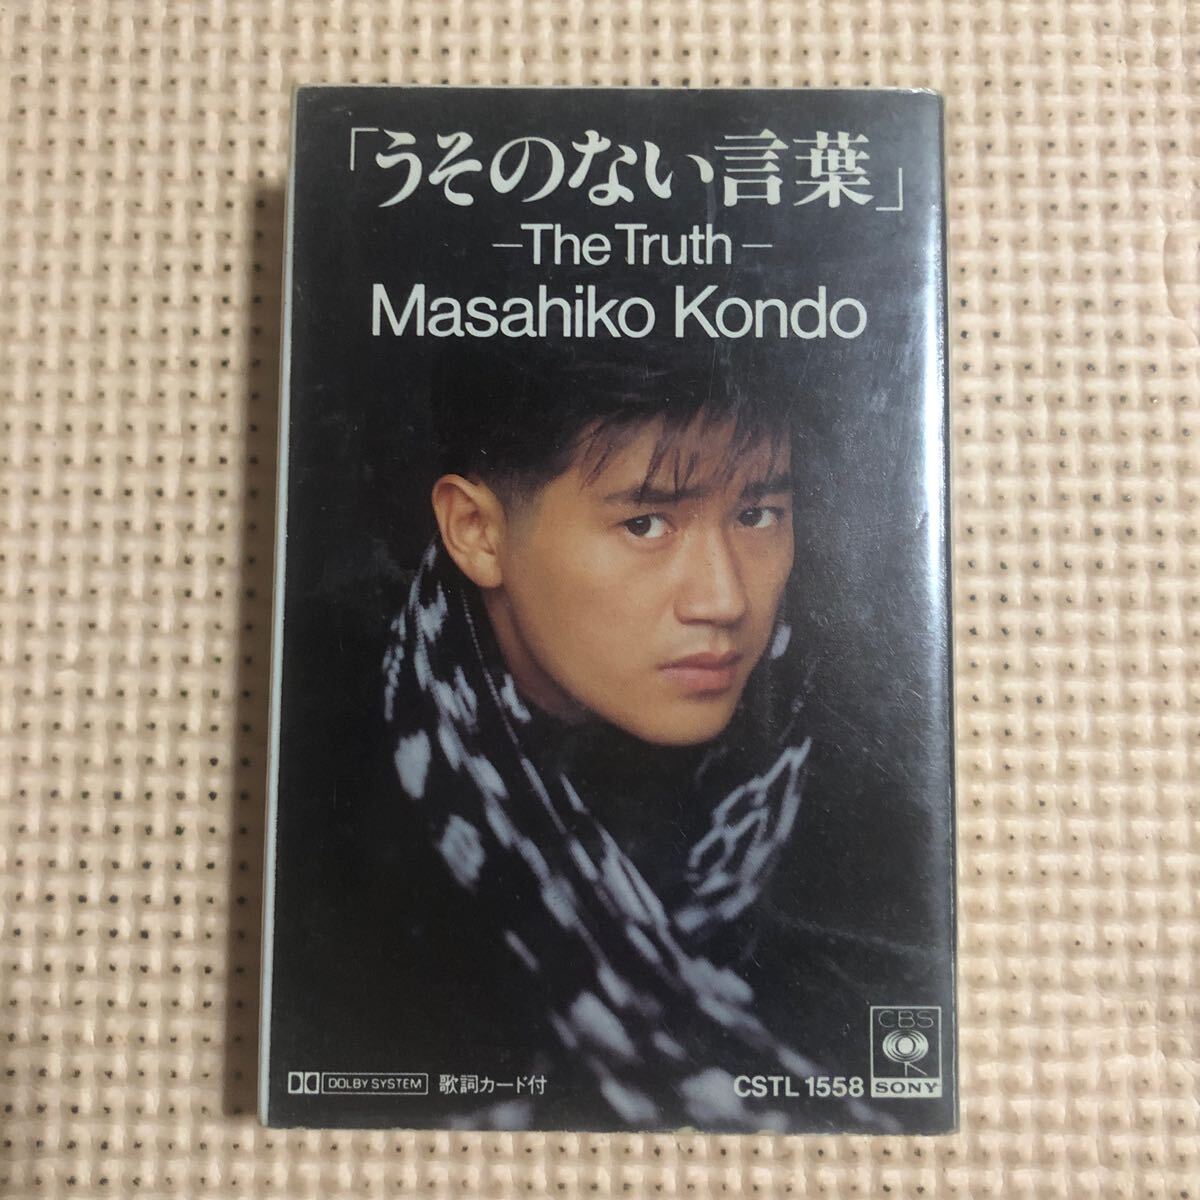 「うそのない言葉」
—The Truth—
Masahiko Kondo
DOLBY SYSTEM 歌詞カード付
CSTL 1558
CBS
SONY